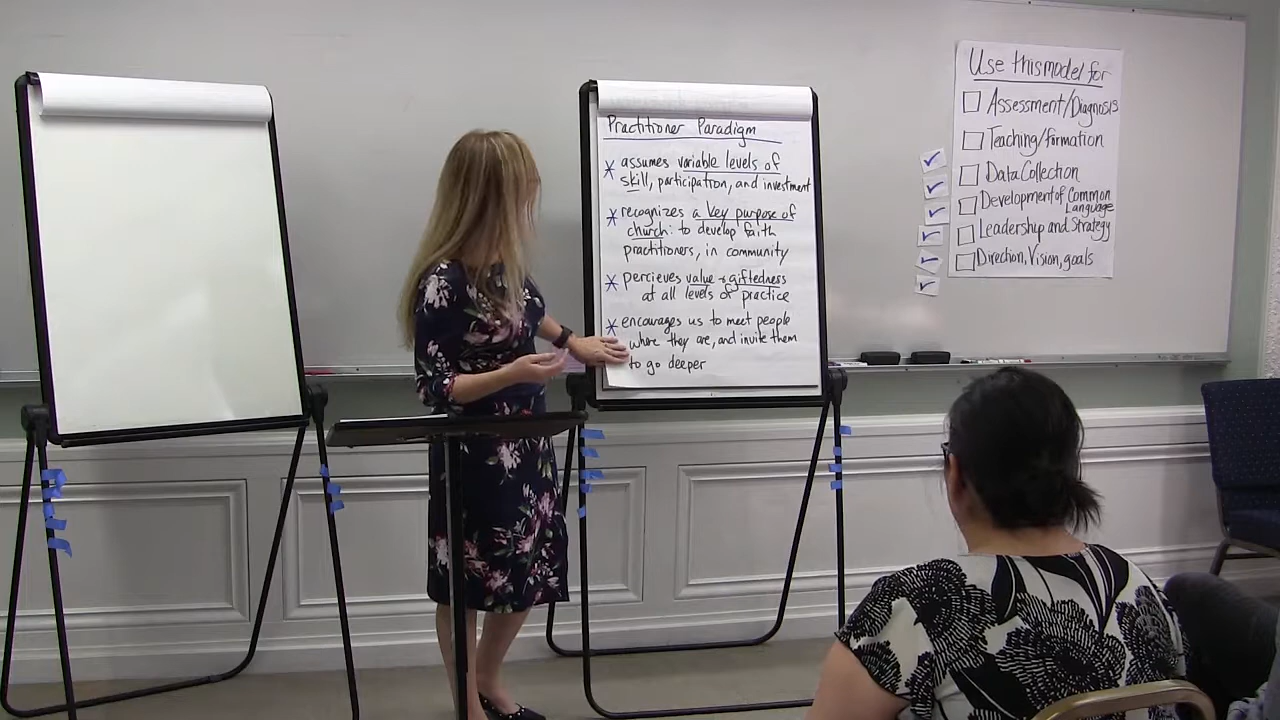 Practitioner Paradigm
* assumes variable levels of
skill, participation, and investment
* recognizes a key purpose of
church: to develop faith
practitioners, in community
* percieves value + giftedness
at all levels of practice
* encourages us to meet people
where they are, and invite them
to go deeper
Use this model for
Assessment/Diagnosis
Teaching/formation
Data Collection
Development of Common
Language
Leadership and Strategy
Direction, Vision, goals